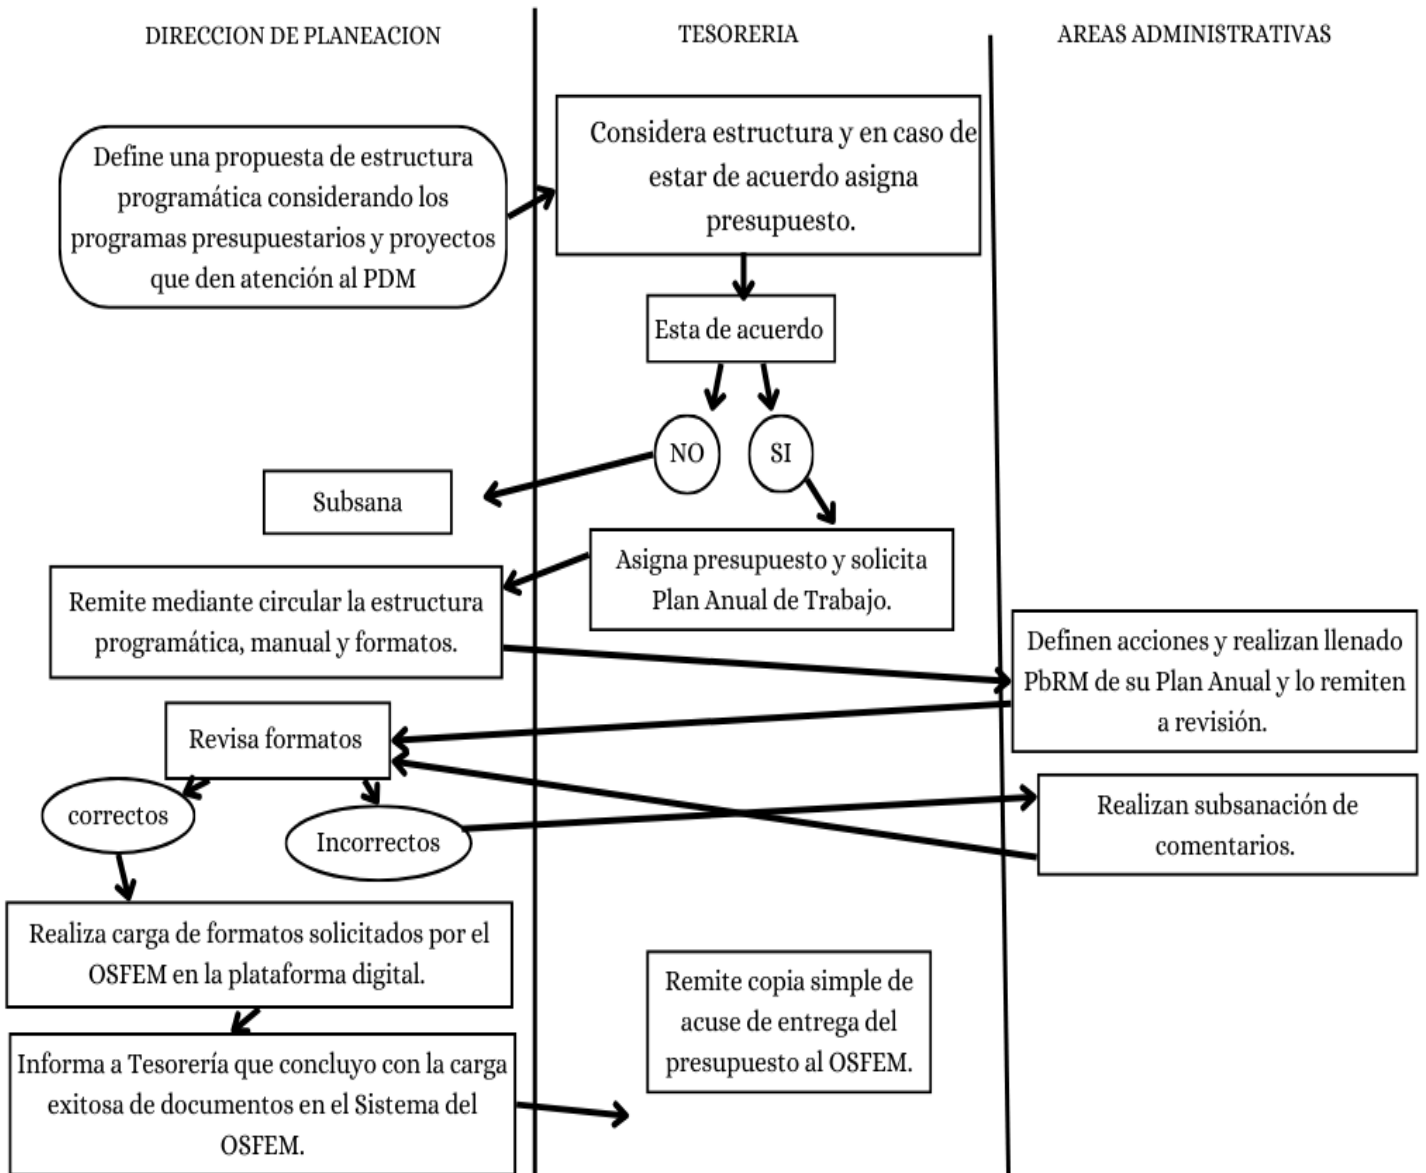 DIRECCION DE PLANEACION
TESORERIA
AREAS ADMINISTRATIVAS
Define una propuesta de estructura
programática considerando los
programas presupuestarios y proyectos
que den atención al PDM
Considera estructura y en caso de
estar de acuerdo asigna
presupuesto.
Esta de acuerdo
NO
SI
Subsana
Asigna presupuesto y solicita
Plan Anual de Trabajo.
Remite mediante circular la estructura
programática, manual y formatos.
Definen acciones y realizan llenado
PbRM de su Plan Anual y lo remiten
a revisión.
Revisa formatos
correctos
Incorrectos
Realizan subsanación de
comentarios.
Realiza carga de formatos solicitados por el
OSFEM en la plataforma digital.
Informa a Tesorería que concluyo con la carga
exitosa de documentos en el Sistema del
OSFEM.
Remite copia simple de
acuse de entrega del
presupuesto al OSFEM.